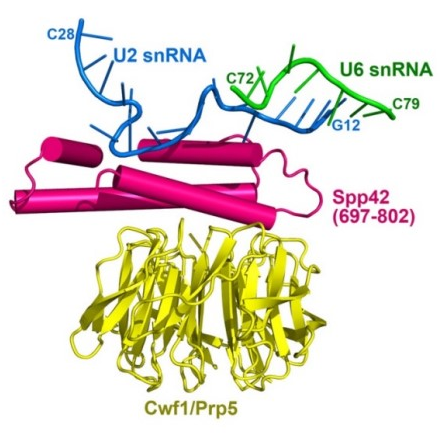 C28
U2 snRNA
C72
U6 snRNA
C79
G12
Spp42
(697-802)
Cwf1/Prp5